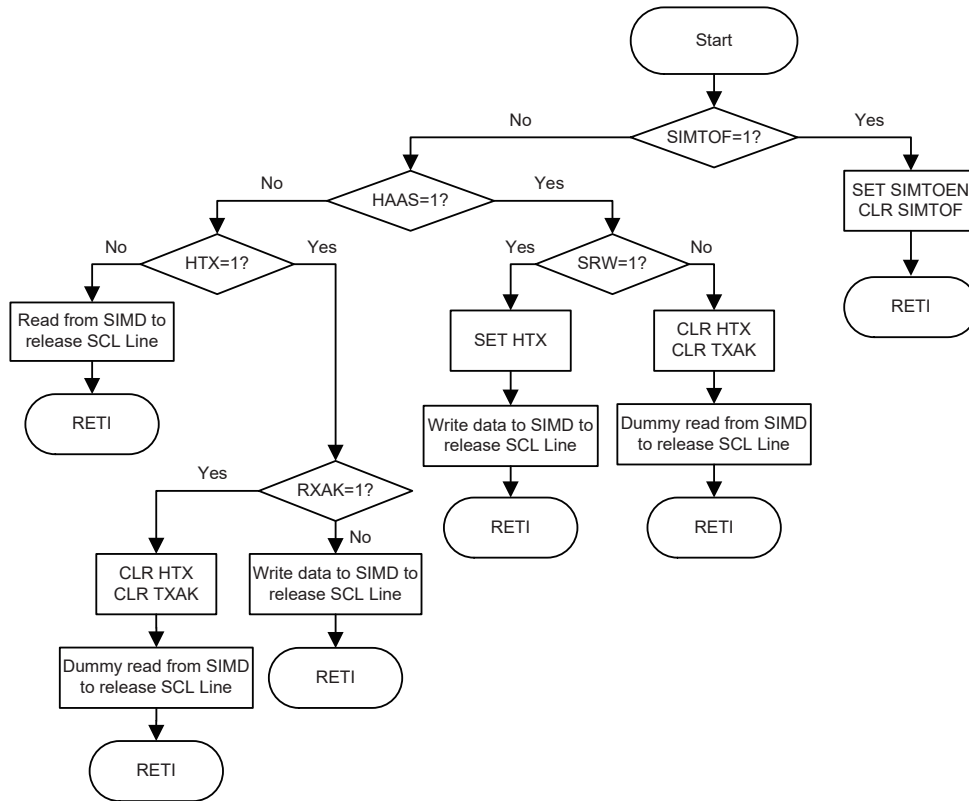 Start
No
SIMTOF=1?
Yes
No
HAAS=1?
Yes
SET SIMTOEN
CLR SIMTOF
No
HTX=1?
Yes
Yes
SRW=1?
No
RETI
Read from SIMD to
release SCL Line
SET HTX
CLR HTX
CLR TXAK
RETI
Write data to SIMD to
release SCL Line
Dummy read from SIMD
to release SCL Line
Yes
RXAK=1?
RETI
RETI
No
CLR HTX
CLR TXAK
Write data to SIMD to
release SCL Line
Dummy read from SIMD
to release SCL Line
RETI
RETI